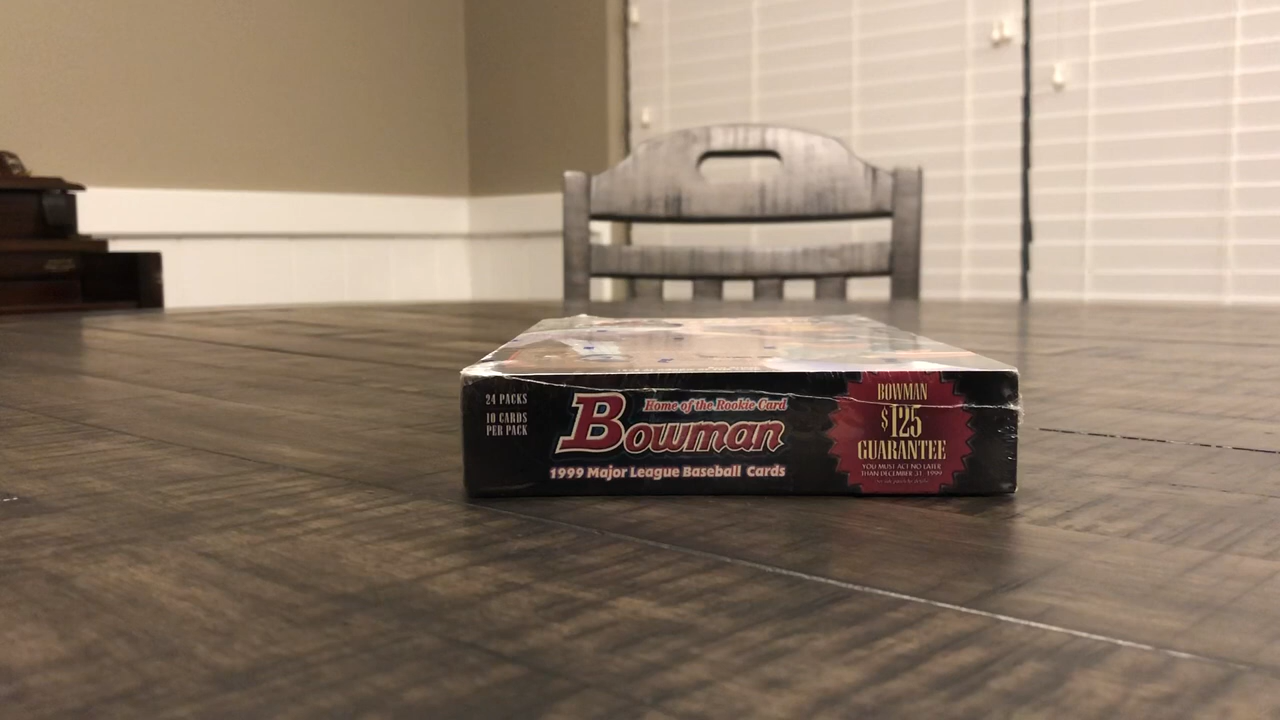 24 PACKS
10 CARDS
PER PACK
Home of the Rookie Card
Bowman
1999 Major League Baseball Cards
BOWMAN
$125
GUARANTEE
YOU MUST ACT NO LATER
THAN DECEMBER 31, 1999